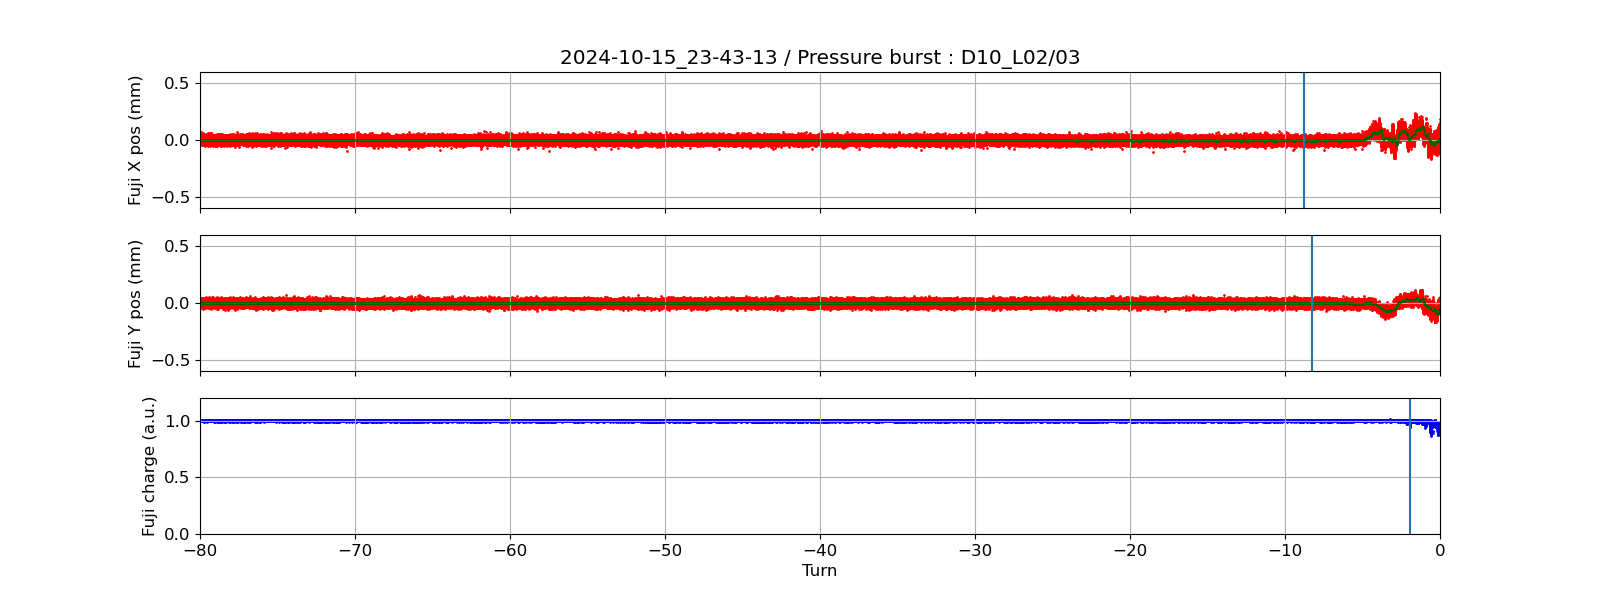 2024-10-15_23-43-13 / Pressure burst : D10_L02/03
Fuji X pos (mm)
0.5
0.0
−0.5
Fuji Y pos (mm)
0.5
0.0
−0.5
Fuji charge (a.u.)
1.0
0.5
0.0
−80 −70 −60 −50 −40 −30 −20 −10 0
Turn